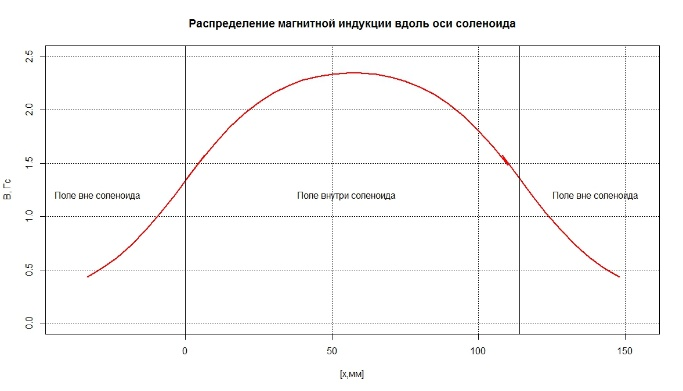 Распределение магнитной индукции вдоль оси соленоида
2.5
2.0
1.5
1.0
0.5
0.0
B, Гс
Поле вне соленоида
Поле внутри соленоида
Поле вне соленоида
0
50
100
150
[x,мм]